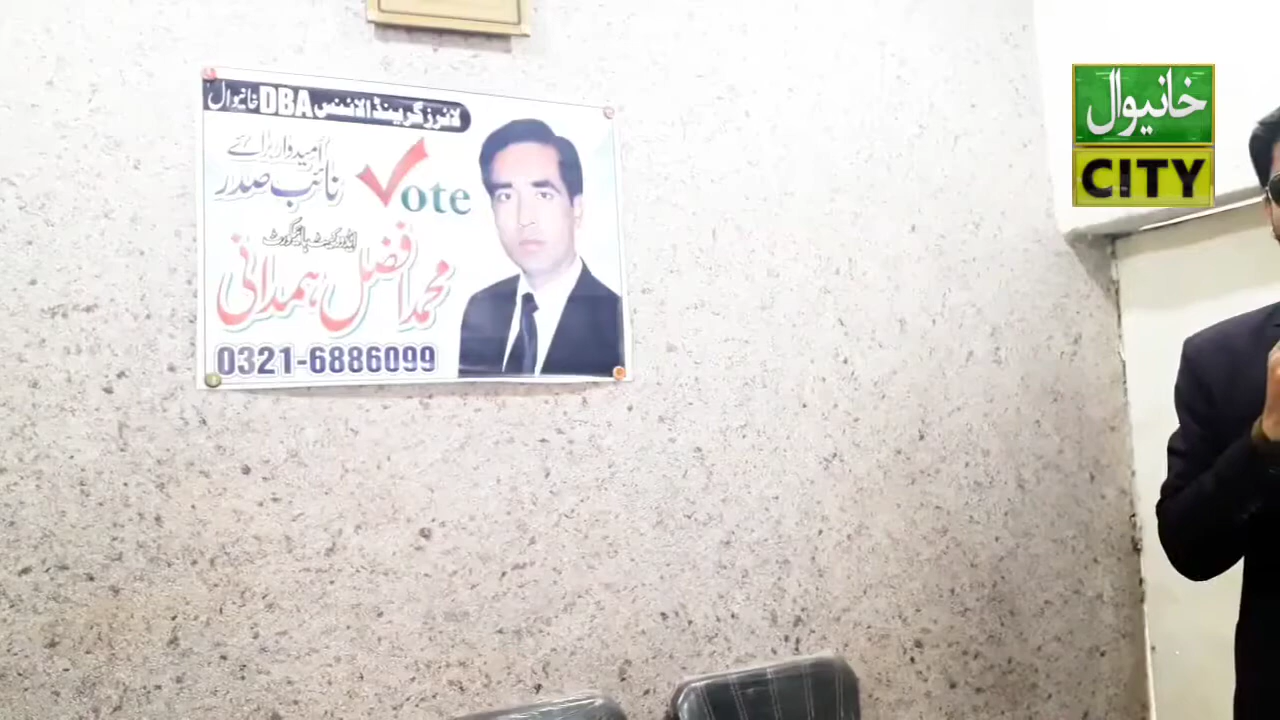 لائرز گرینڈ الائنس DBA خانیوال
امیدوار برائے
نائب صدر
Vote
ایڈووکیٹ ہائیکورٹ
محمد افضل ہمدانی
0321-6886099
خانیوال
CITY